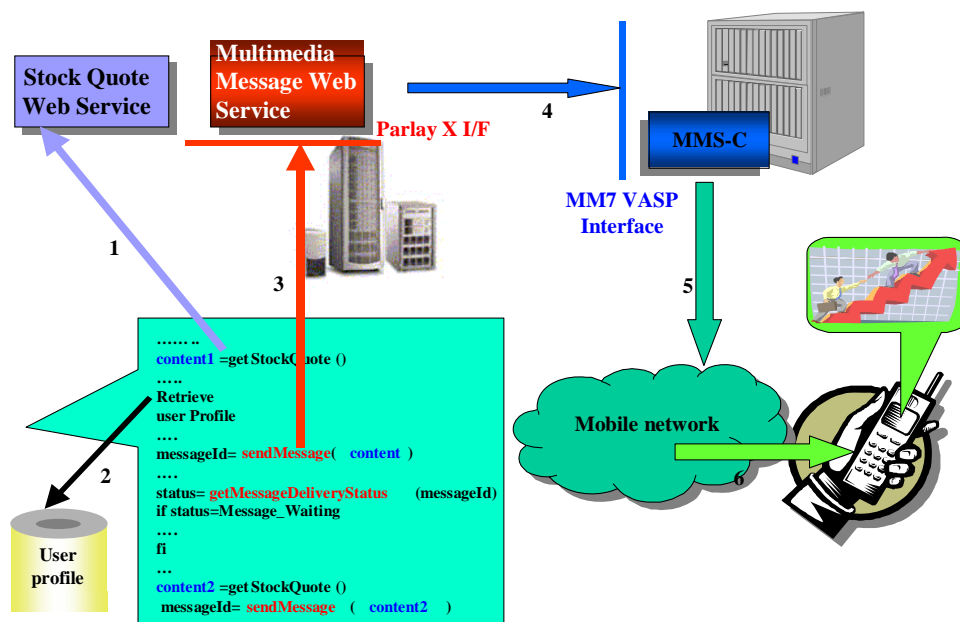 Stock Quote
Web Service
Multimedia
Message Web
Service
Parlay X I/F
4
MMS-C
MM7 VASP
Interface
1
3
5
…… ..
content1 =getStockQuote ()
…..
Retrieve
user Profile
….
messageId= sendMessage( content )
….
status= getMessageDeliveryStatus (messageId)
if status=Message_Waiting
….
fi
…
content2 =getStockQuote ()
messageId= sendMessage ( content2 )
2
User
profile
Mobile network
6